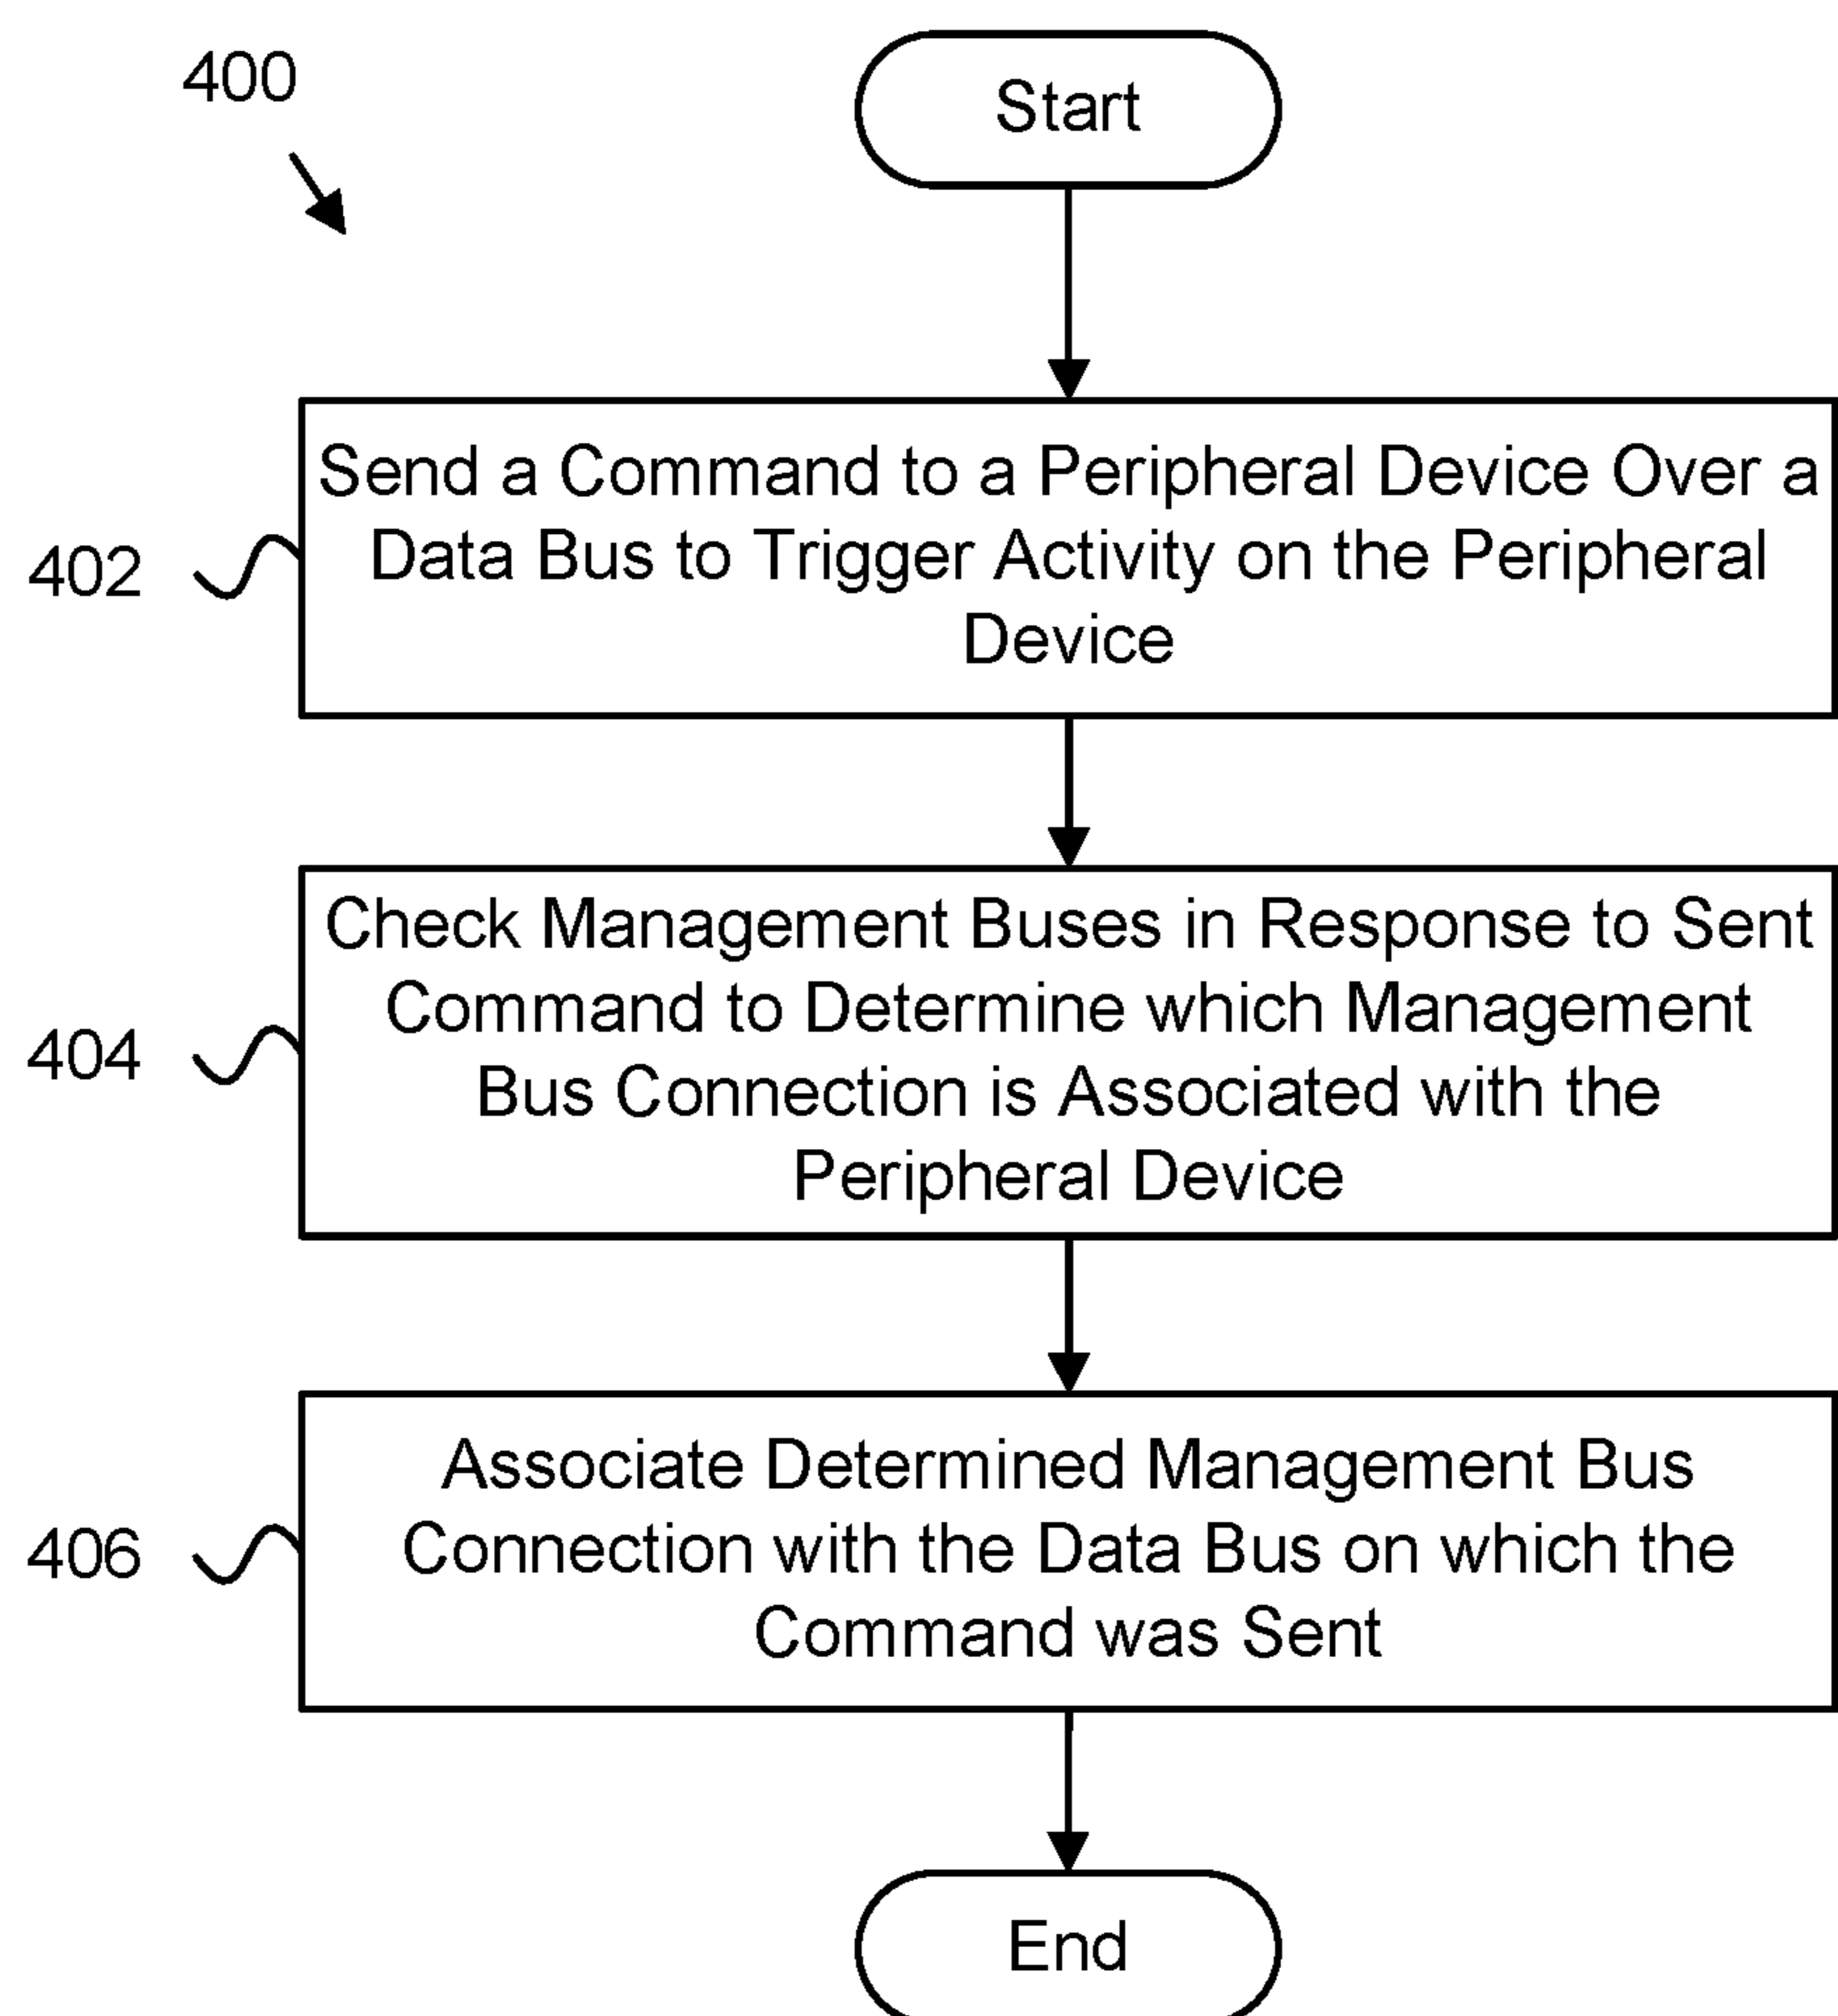 400
Start
Send a Command to a Peripheral Device Over a
Data Bus to Trigger Activity on the Peripheral
Device
402
Check Management Buses in Response to Sent
Command to Determine which Management
Bus Connection is Associated with the
Peripheral Device
404
Associate Determined Management Bus
Connection with the Data Bus on which the
Command was Sent
406
End